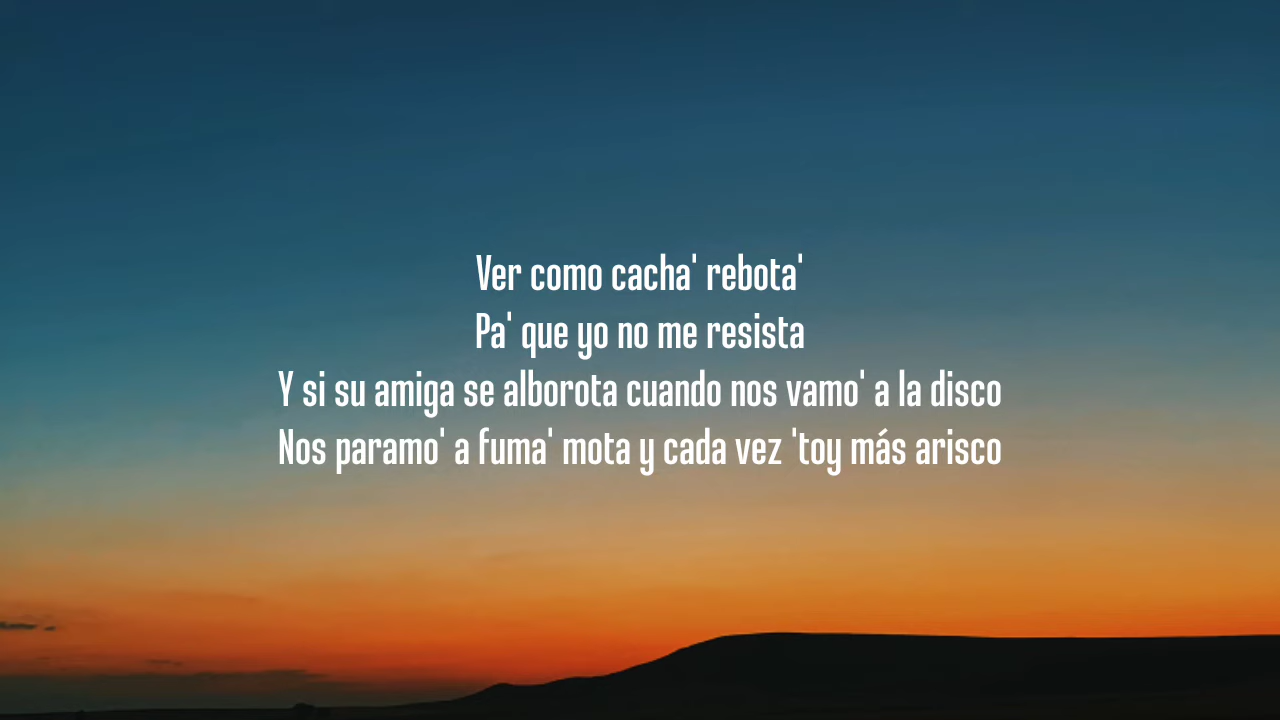 Ver como cacha' rebota'
Pa' que yo no me resista
Y si su amiga se alborota cuando nos vamo' a la disco
Nos paramo' a fuma' mota y cada vez 'toy más arisco